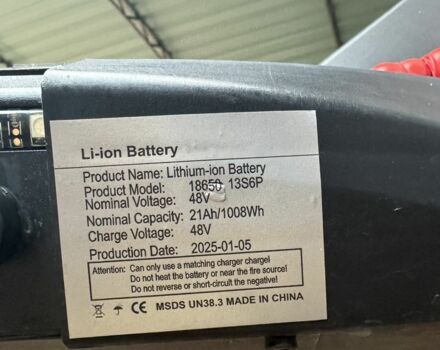 Li-ion Battery
Product Name: Lithium-ion Battery
Product Model: 18650 13S6P
Nominal Voltage: 48V
Nominal Capacity: 21Ah/1008Wh
Charge Voltage: 48V
Production Date: 2025-01-05
Attention: Can only use a matching charger chargel
Do not heat the battery or near the fire source!
Do not reverse or short-circuit the negative!
CE MSDS UN38.3 MADE IN CHINA